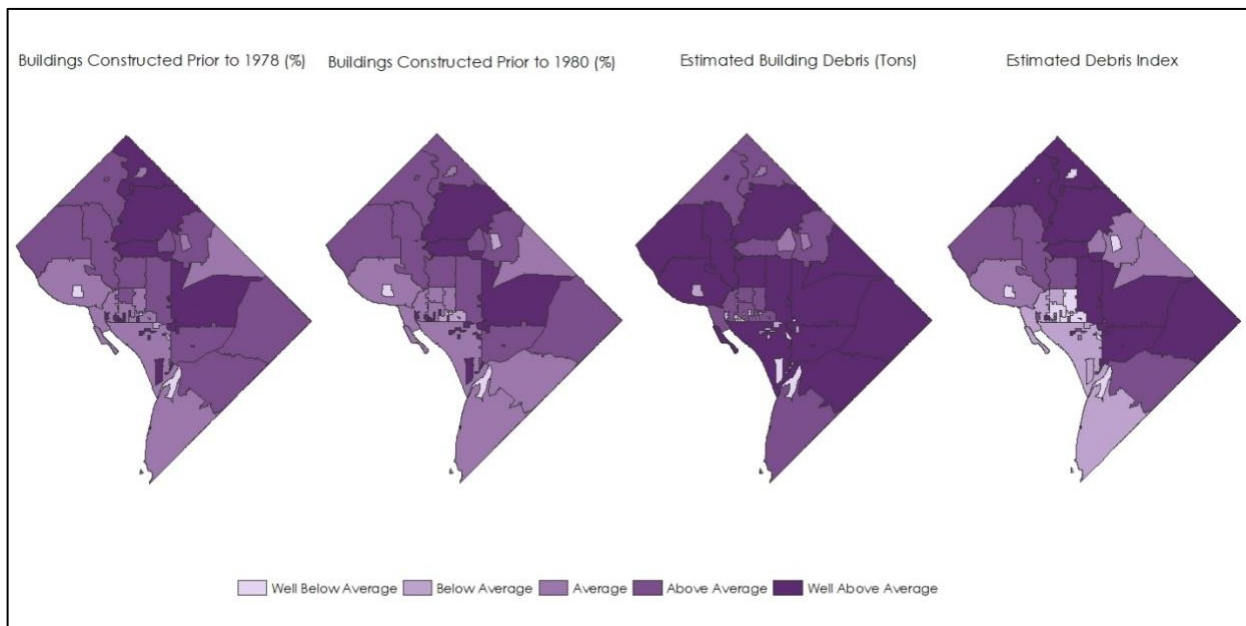 Buildings Constructed Prior to 1978 (%)
Buildings Constructed Prior to 1980 (%)
Estimated Building Debris (Tons)
Estimated Debris Index
Well Below Average
Below Average
Average
Above Average
Well Above Average